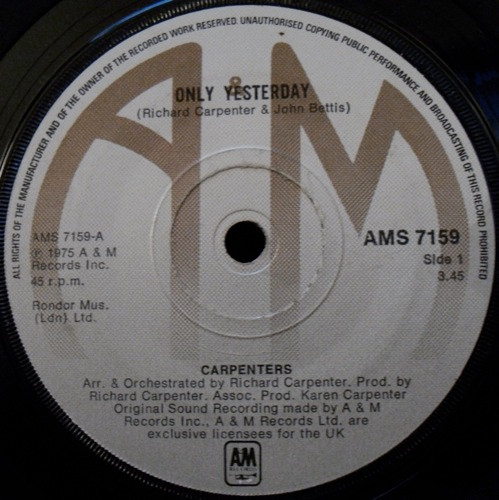 ALL RIGHTS OF THE MANUFACTURER AND OF THE OWNER OF THE RECORDED WORK RESERVED. UNAUTHORISED COPYING PUBLIC PERFORMANCE AND BROADCASTING OF THIS RECORD PROHIBITED
ONLY YESTERDAY
(Richard Carpenter & John Bettis)
AMS 7159-A
℗ 1975 A & M
Records Inc.
45 r.p.m.
Rondor Mus.
(Ldn) Ltd.
AMS 7159
Side 1
3.45
CARPENTERS
Arr. & Orchestrated by Richard Carpenter. Prod. by
Richard Carpenter. Assoc. Prod. Karen Carpenter
Original Sound Recording made by A & M
Records Inc., A & M Records Ltd. are
exclusive licensees for the UK
A&M